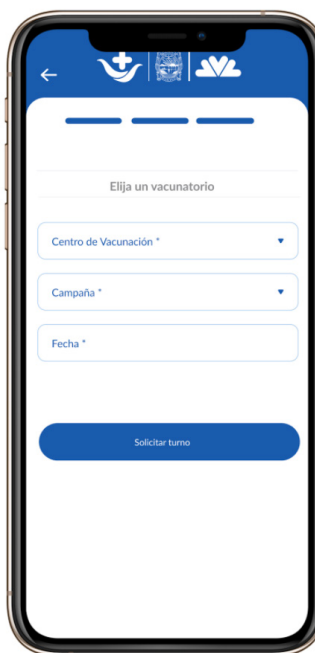 Elija un vacunatorio
Centro de Vacunación *
Campaña *
Fecha *
Solicitar turno